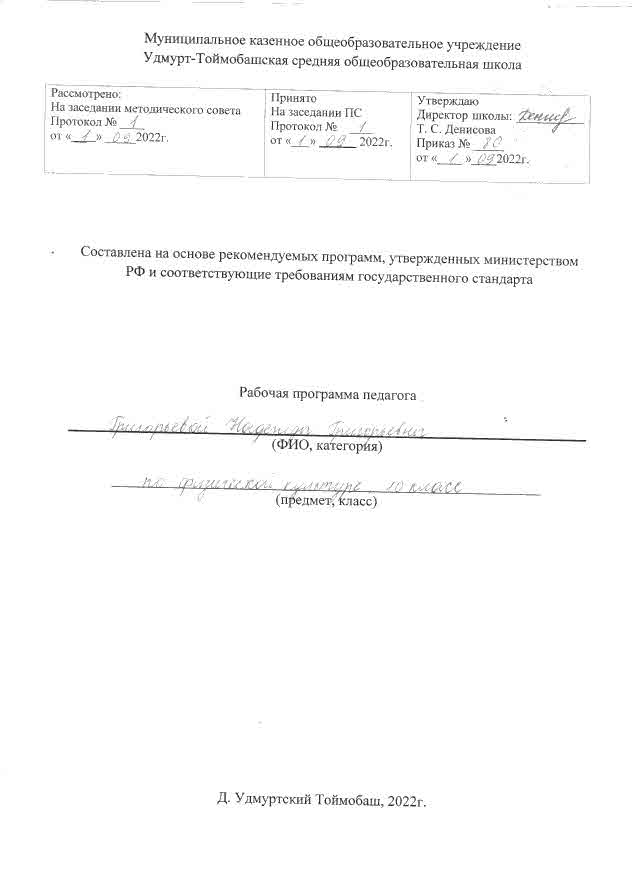 Муниципальное казенное общеобразовательное учреждение
Удмурт-Тоймобашская средняя общеобразовательная школа
Рассмотрено:
На заседании методического совета
Протокол № 1
от « 1 » 09 2022г.
Принято
На заседании ПС
Протокол № 1
от « 1 » 09 2022г.
Утверждаю
Директор школы: Денис
Т. С. Денисова
Приказ № 80
от « 1 » 09 2022г.
Составлена на основе рекомендуемых программ, утвержденных министерством
РФ и соответствующие требованиям государственного стандарта
Рабочая программа педагога
Григорьевой Надежды Григорьевны
(ФИО, категория)
по физической культуре, 10 класс
(предмет, класс)
Д. Удмуртский Тоймобаш, 2022г.